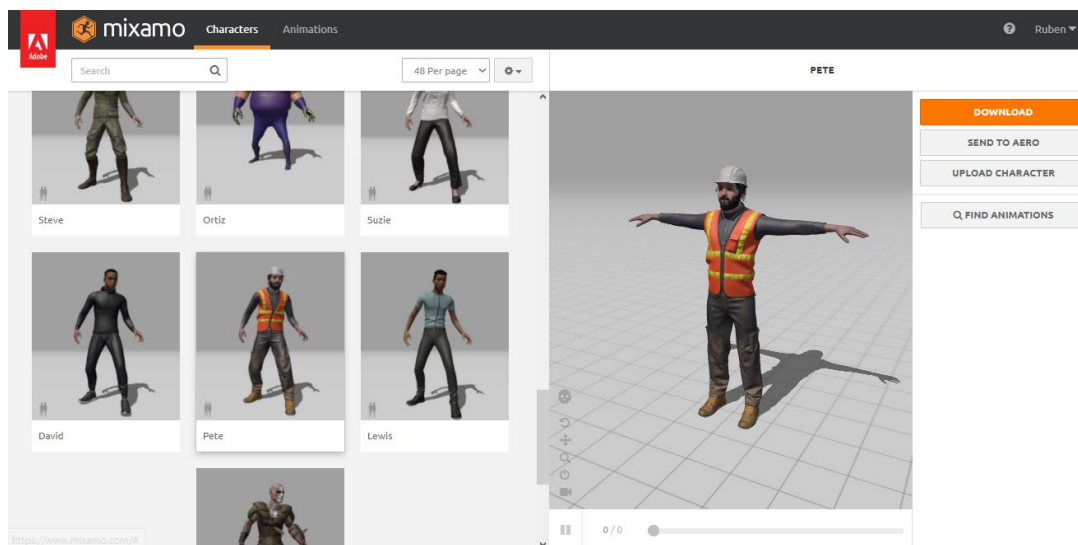 Adobe
mixamo
Characters
Animations
Ruben
Search
48 Per page
PETE
Steve
Ortiz
Suzie
David
Pete
Lewis
DOWNLOAD
SEND TO AERO
UPLOAD CHARACTER
FIND ANIMATIONS
0 / 0
https://www.mixamo.com/#